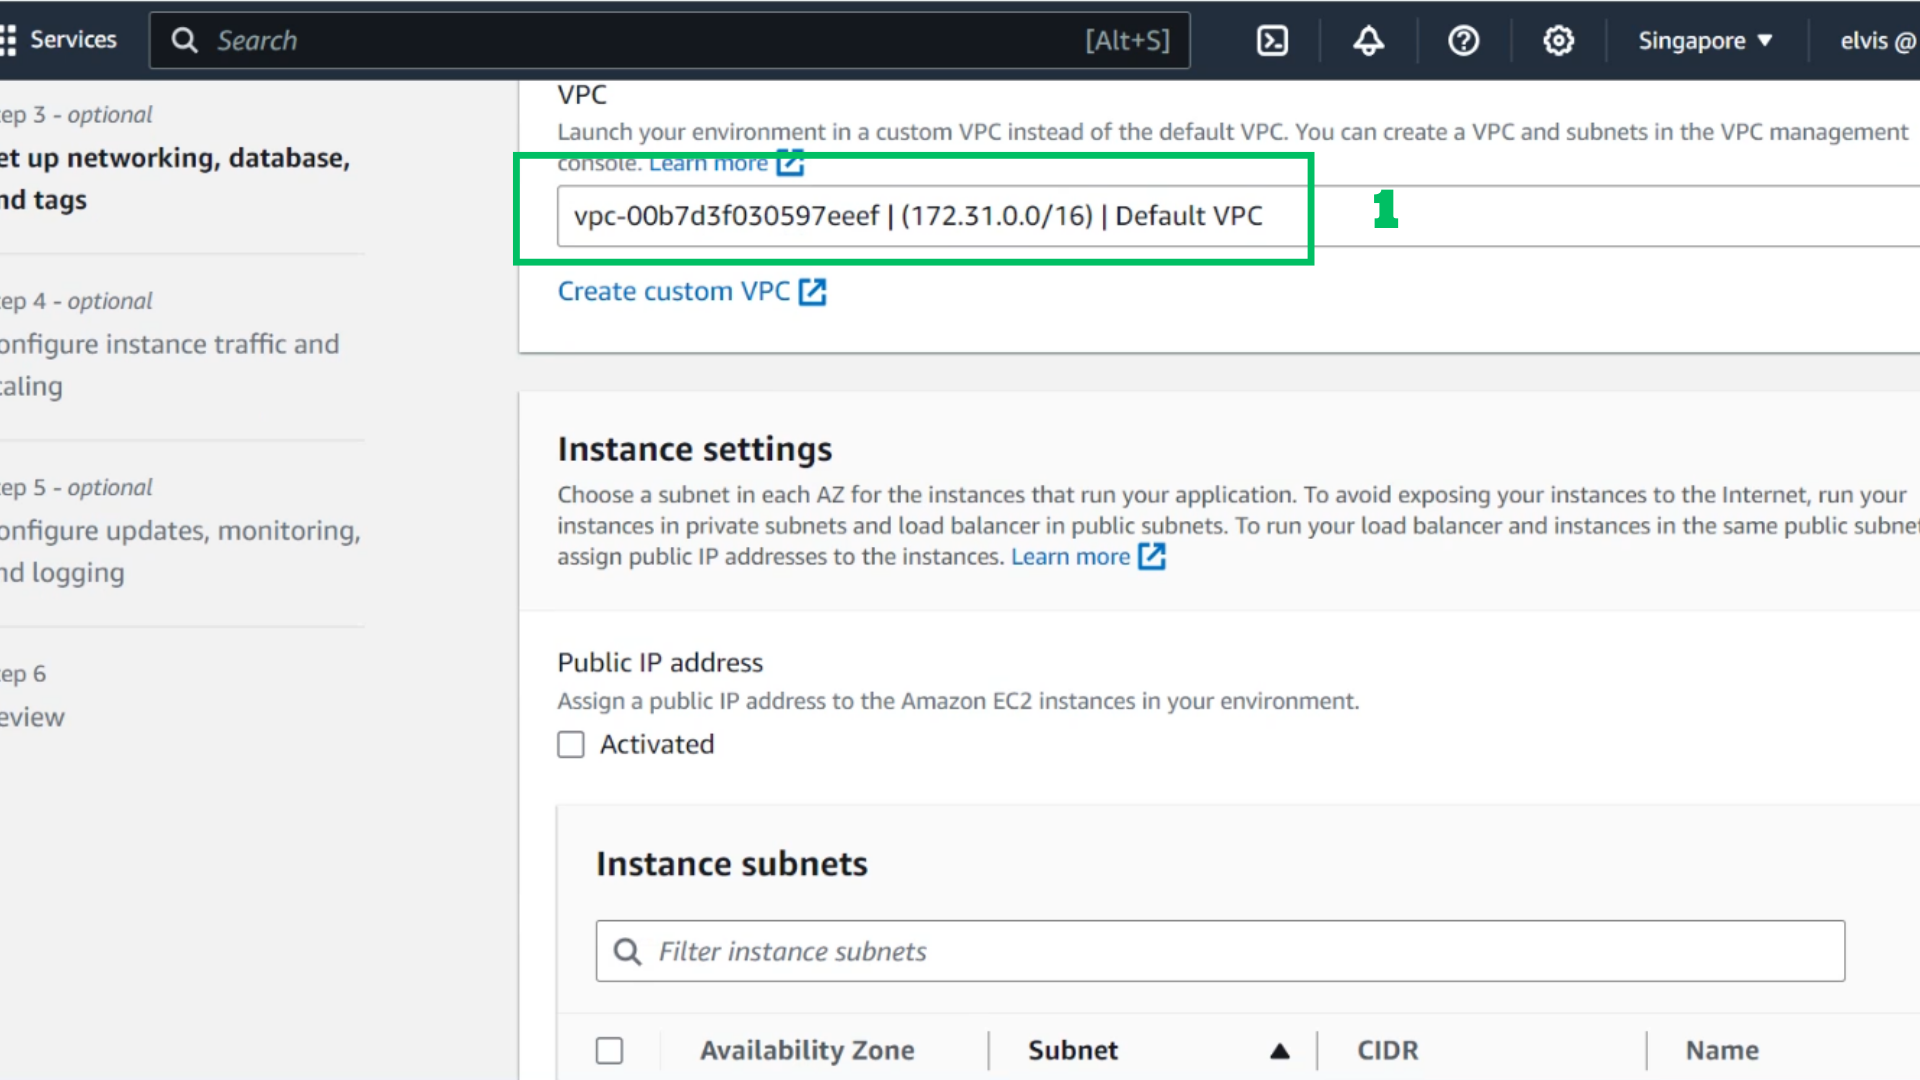 Services
Search
[Alt+S]
Singapore ▼
elvis @
ep 3 - optional
et up networking, database,
nd tags
ep 4 - optional
onfigure instance traffic and
caling
ep 5 - optional
onfigure updates, monitoring,
nd logging
ep 6
eview
VPC
Launch your environment in a custom VPC instead of the default VPC. You can create a VPC and subnets in the VPC management
console. Learn more
vpc-00b7d3f030597eeef | (172.31.0.0/16) | Default VPC
1
Create custom VPC
Instance settings
Choose a subnet in each AZ for the instances that run your application. To avoid exposing your instances to the Internet, run your
instances in private subnets and load balancer in public subnets. To run your load balancer and instances in the same public subnet
assign public IP addresses to the instances. Learn more
Public IP address
Assign a public IP address to the Amazon EC2 instances in your environment.
Activated
Instance subnets
Filter instance subnets
Availability Zone
Subnet ▲
CIDR
Name